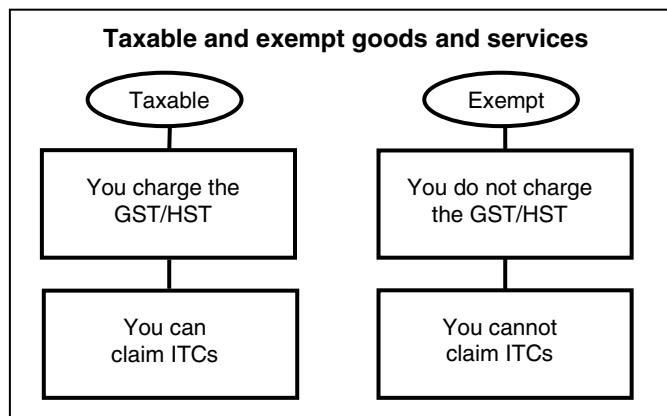 Taxable and exempt goods and services
Taxable
Exempt
You charge the
GST/HST
You do not charge
the GST/HST
You can
claim ITCs
You cannot
claim ITCs